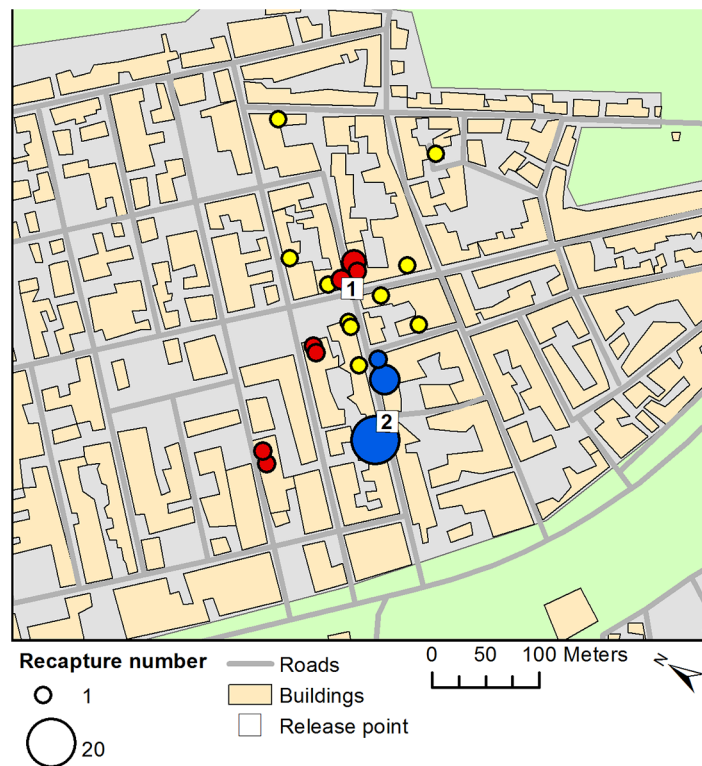 1
2
Recapture number
1
20
Roads
Buildings
Release point
0 50 100 Meters
N